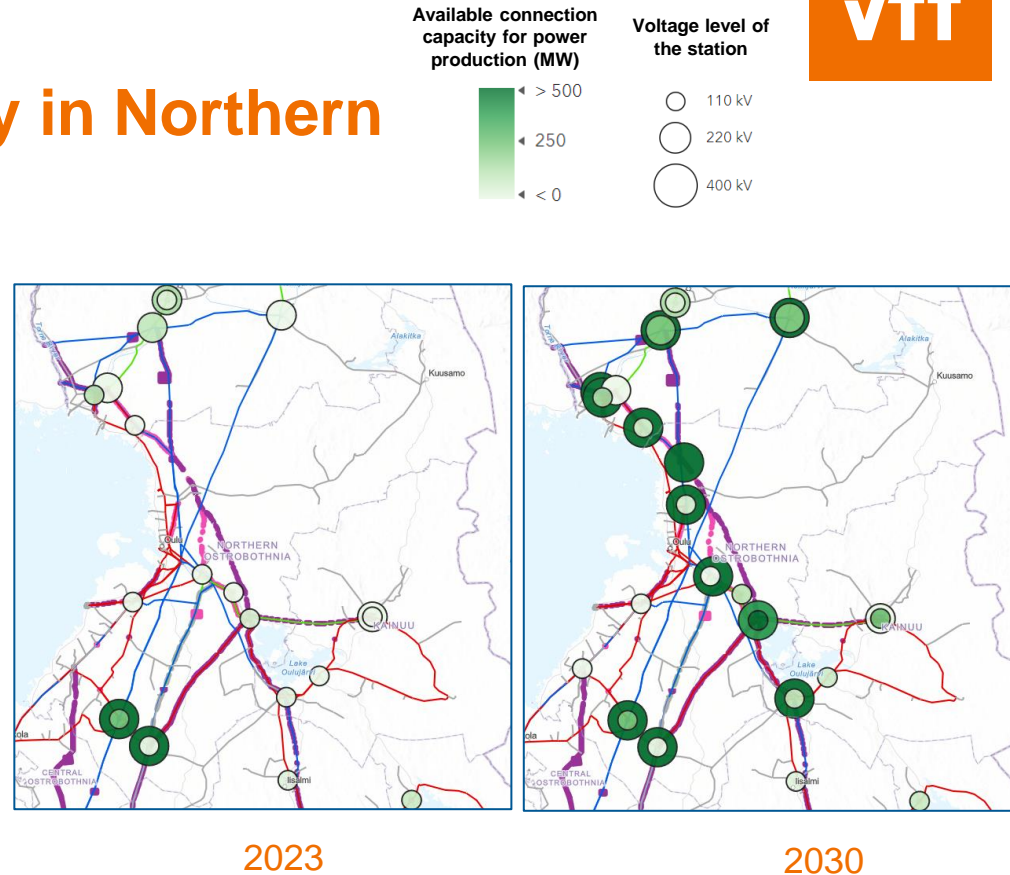 Available connection
capacity for power
production (MW)
Voltage level of
the station
VTT
y in Northern
> 500
250
< 0
110 kV
220 kV
400 kV
Alakitka
Kuusamo
Oulu
NORTHERN
OSTROBOTHNIA
KAINUU
Lake
Oulujärvi
ola
CENTRAL
OSTROBOTHNIA
Iisalmi
Alakitka
Kuusamo
Oulu
NORTHERN
OSTROBOTHNIA
KAINUU
Lake
Oulujärvi
ola
CENTRAL
OSTROBOTHNIA
Iisalmi
2023
2030